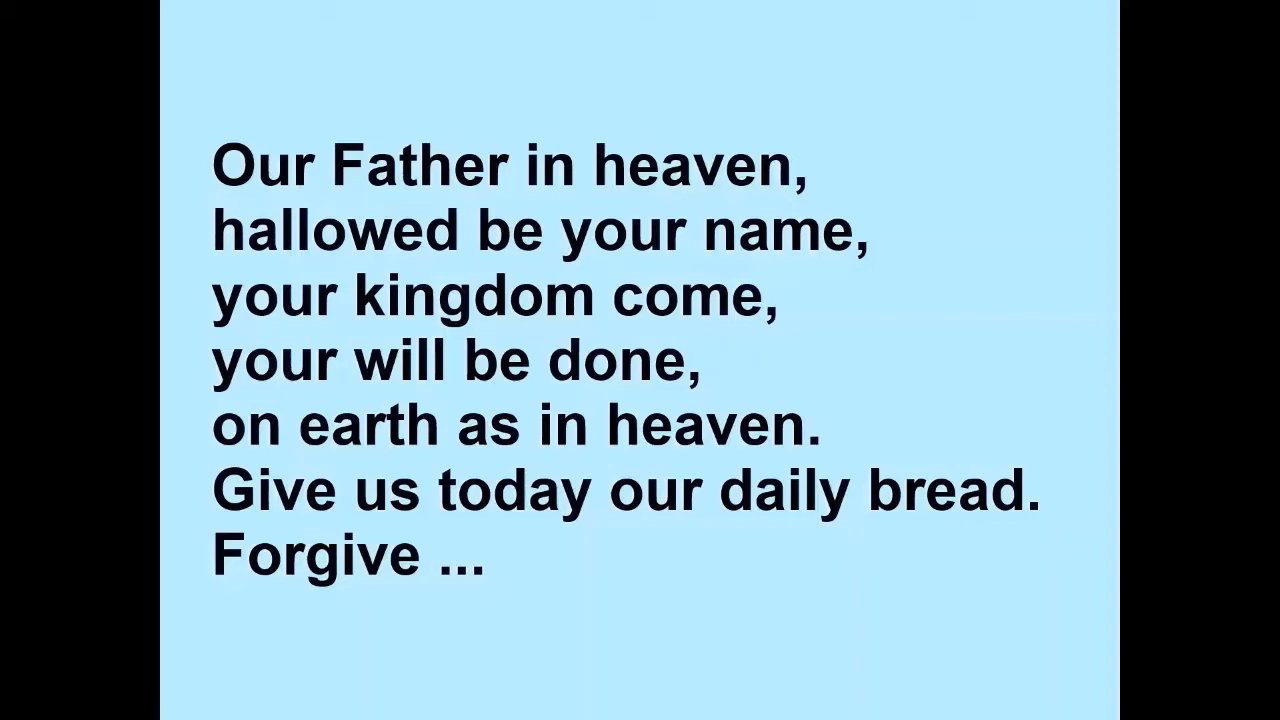 Our Father in heaven,
hallowed be your name,
your kingdom come,
your will be done,
on earth as in heaven.
Give us today our daily bread.
Forgive ...